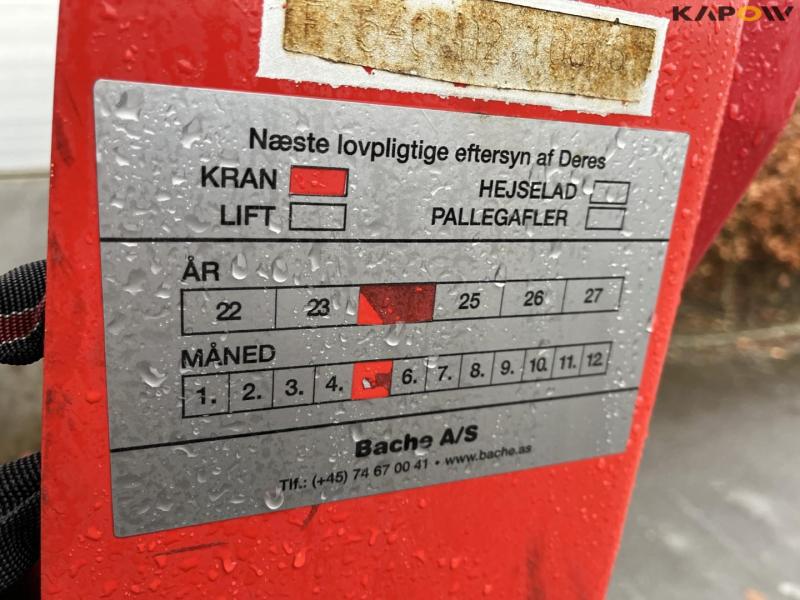 KAPOW
Næste lovpligtige eftersyn af Deres
KRAN HEJSELAD
LIFT PALLEGAFLER
ÅR
22 23 25 26 27
MÅNED
1. 2. 3. 4. 6. 7. 8. 9. 10. 11. 12
Bache A/S
Tlf.: (+45) 74 67 00 41 • www.bache.as